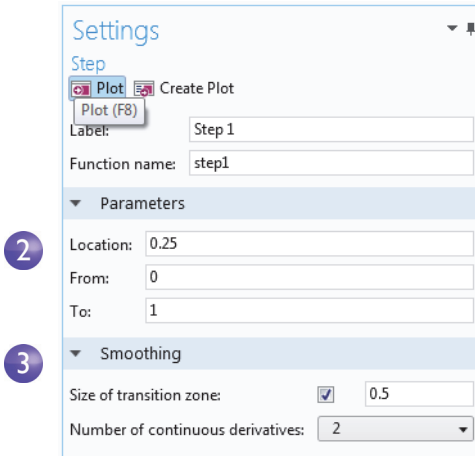 Settings
Step
Plot Create Plot
Plot (F8)
Label: Step 1
Function name: step1
Parameters
2
Location: 0.25
From: 0
To: 1
3
Smoothing
Size of transition zone: 0.5
Number of continuous derivatives: 2